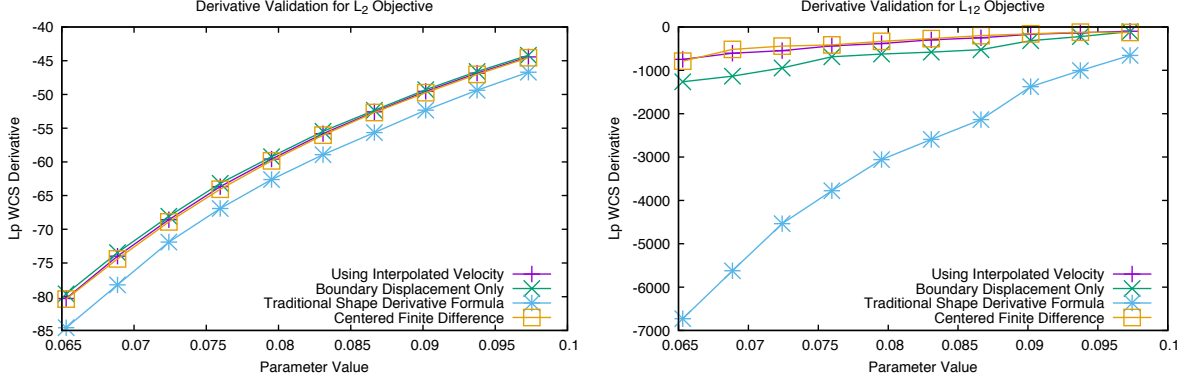 Derivative Validation for L2 Objective
-40
-45
-50
-55
-60
-65
-70
-75
-80
-85
Lp WCS Derivative
Using Interpolated Velocity
Boundary Displacement Only
Traditional Shape Derivative Formula
Centered Finite Difference
0.065 0.07 0.075 0.08 0.085 0.09 0.095 0.1
Parameter Value
Derivative Validation for L12 Objective
0
-1000
-2000
-3000
-4000
-5000
-6000
-7000
Lp WCS Derivative
Using Interpolated Velocity
Boundary Displacement Only
Traditional Shape Derivative Formula
Centered Finite Difference
0.065 0.07 0.075 0.08 0.085 0.09 0.095 0.1
Parameter Value